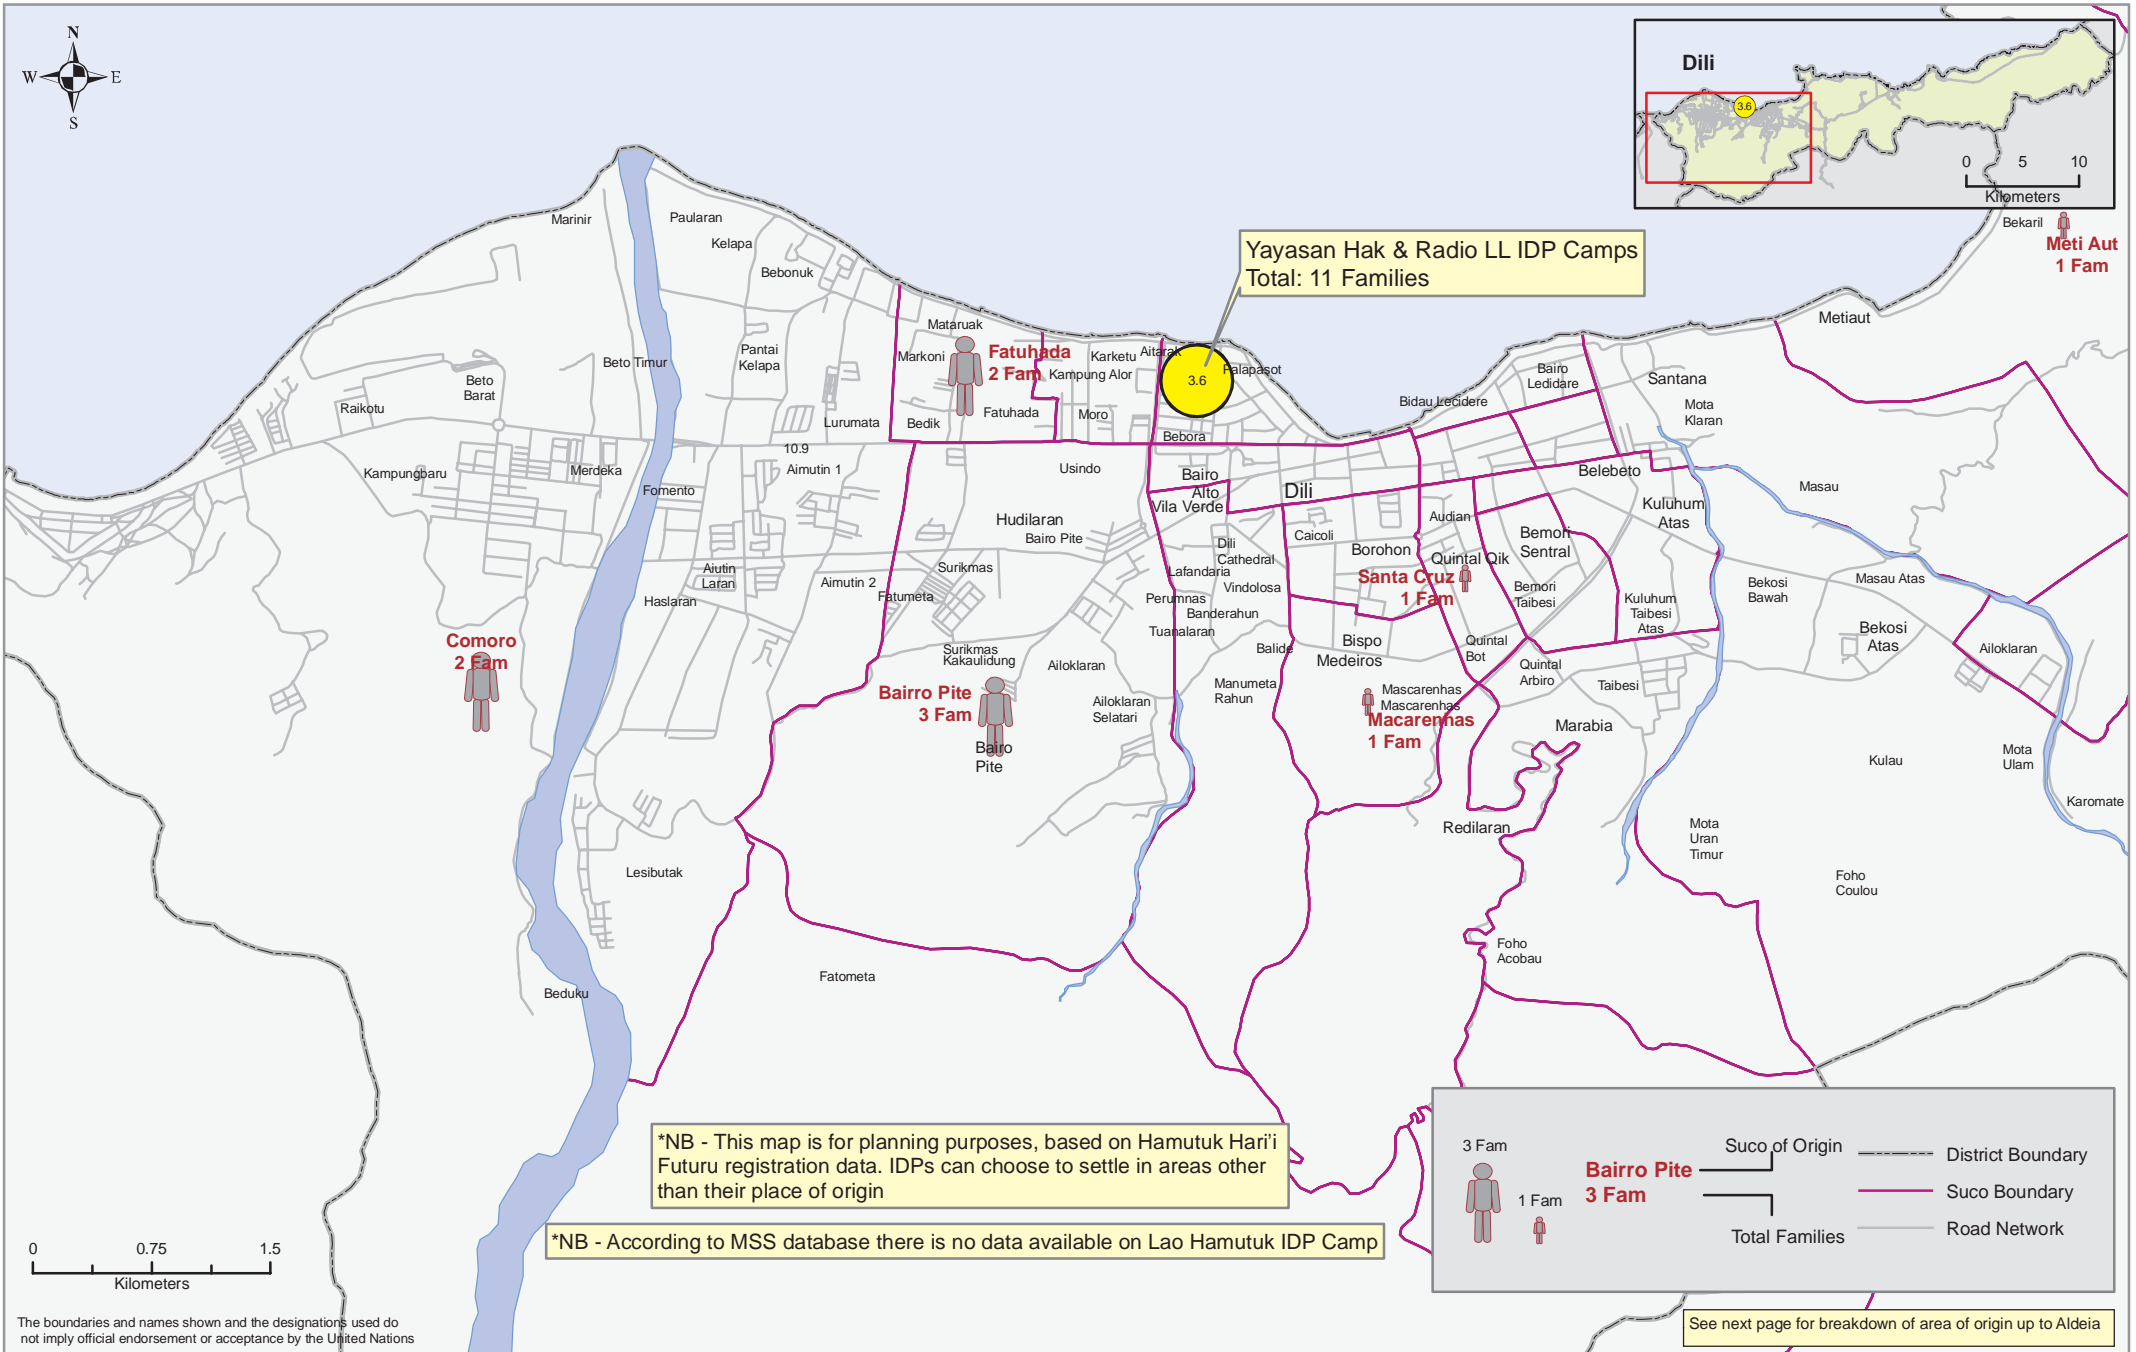 N
W
E
S
Dili
3.6
0 5 10
Kilometers
Bekaril
Meti Aut
1 Fam
Yayasan Hak & Radio LL IDP Camps
Total: 11 Families
Marinir
Paularan
Kelapa
Bebonuk
Metiaut
Mataruak
Markoni
Fatuhada
2 Fam
Karketu
Aitarak
Kampung Alor
3.6
Palapasot
Beto Timur
Pantai
Kelapa
Beto
Barat
Raikotu
Lurumata
Bedik
Fatuhada
Moro
Bebora
Bairo
Ledidare
Santana
Bidau Lecidere
Mota
Klaran
10.9
Aimutin 1
Usindo
Kampungbaru
Merdeka
Fomento
Bairo
Alto
Vila Verde
Dili
Belebeto
Masau
Kuluhum
Atas
Hudilaran
Bairo Pite
Audian
Caicoli
Borohon
Bemori
Sentral
Dili
Cathedral
Quintal Qik
Lafandaria
Vindolosa
Santa Cruz
1 Fam
Aiutin
Laran
Aimutin 2
Surikmas
Fatumeta
Haslaran
Perumnas
Banderahun
Tuanalaran
Bemori
Taibesi
Kuluhum
Taibesi
Atas
Bekosi
Bawah
Masau Atas
Bekosi
Atas
Ailoklaran
Comoro
2 Fam
Surikmas
Kakaulidung
Ailoklaran
Balide
Bispo
Medeiros
Quintal
Bot
Quintal
Arbiro
Taibesi
Bairro Pite
3 Fam
Ailoklaran
Selatari
Manumeta
Rahun
Mascarenhas
Mascarenhas
Macarenhas
1 Fam
Marabia
Bairo
Pite
Kulau
Mota
Ulam
Karomate
Redilaran
Mota
Uran
Timur
Lesibutak
Foho
Coulou
Foho
Acobau
Fatometa
Beduku
*NB - This map is for planning purposes, based on Hamutuk Hari'i
Futuru registration data. IDPs can choose to settle in areas other
than their place of origin
*NB - According to MSS database there is no data available on Lao Hamutuk IDP Camp
3 Fam
1 Fam
Bairro Pite
3 Fam
Suco of Origin
Total Families
District Boundary
Suco Boundary
Road Network
0 0.75 1.5
Kilometers
The boundaries and names shown and the designations used do
not imply official endorsement or acceptance by the United Nations
See next page for breakdown of area of origin up to Aldeia